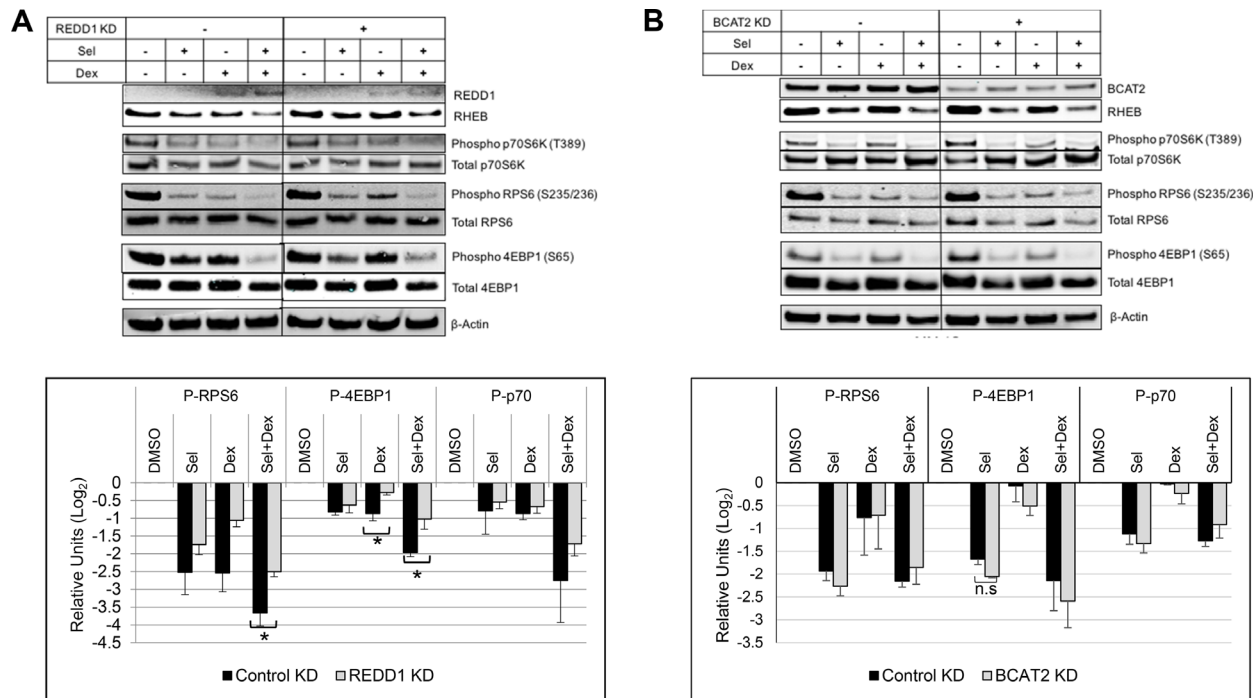 A
REDD1 KD - +
Sel - + - + - + - +
Dex - - + + - - + +
REDD1
RHEB
Phospho p70S6K (T389)
Total p70S6K
Phospho RPS6 (S235/236)
Total RPS6
Phospho 4EBP1 (S65)
Total 4EBP1
β-Actin
P-RPS6 P-4EBP1 P-p70
DMSO Sel Dex Sel+Dex DMSO Sel Dex Sel+Dex DMSO Sel Dex Sel+Dex
Relative Units (Log2)
0
-0.5
-1
-1.5
-2
-2.5
-3
-3.5
-4
-4.5
*
*
*
Control KD REDD1 KD
B
BCAT2 KD - +
Sel - + - + - + - +
Dex - - + + - - + +
BCAT2
RHEB
Phospho p70S6K (T389)
Total p70S6K
Phospho RPS6 (S235/236)
Total RPS6
Phospho 4EBP1 (S65)
Total 4EBP1
β-Actin
P-RPS6 P-4EBP1 P-p70
DMSO Sel Dex Sel+Dex DMSO Sel Dex Sel+Dex DMSO Sel Dex Sel+Dex
Relative Units (Log2)
0
-0.5
-1
-1.5
-2
-2.5
-3
-3.5
n.s
Control KD BCAT2 KD